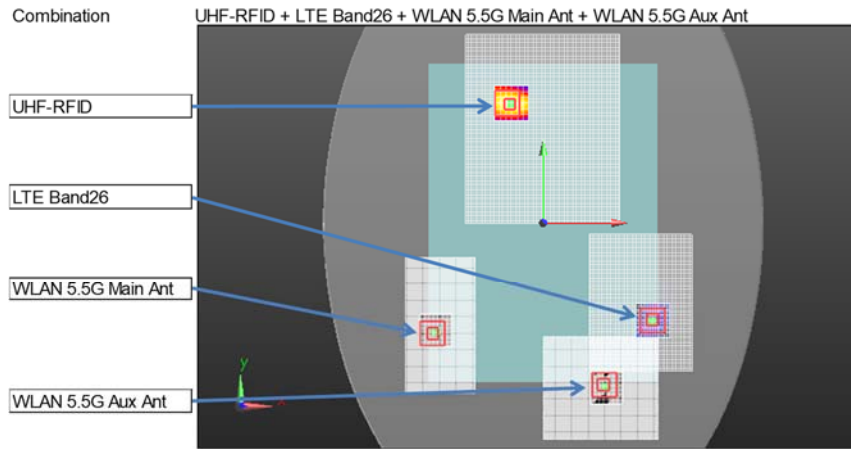 Combination UHF-RFID + LTE Band26 + WLAN 5.5G Main Ant + WLAN 5.5G Aux Ant
UHF-RFID
LTE Band26
WLAN 5.5G Main Ant
WLAN 5.5G Aux Ant
y
x